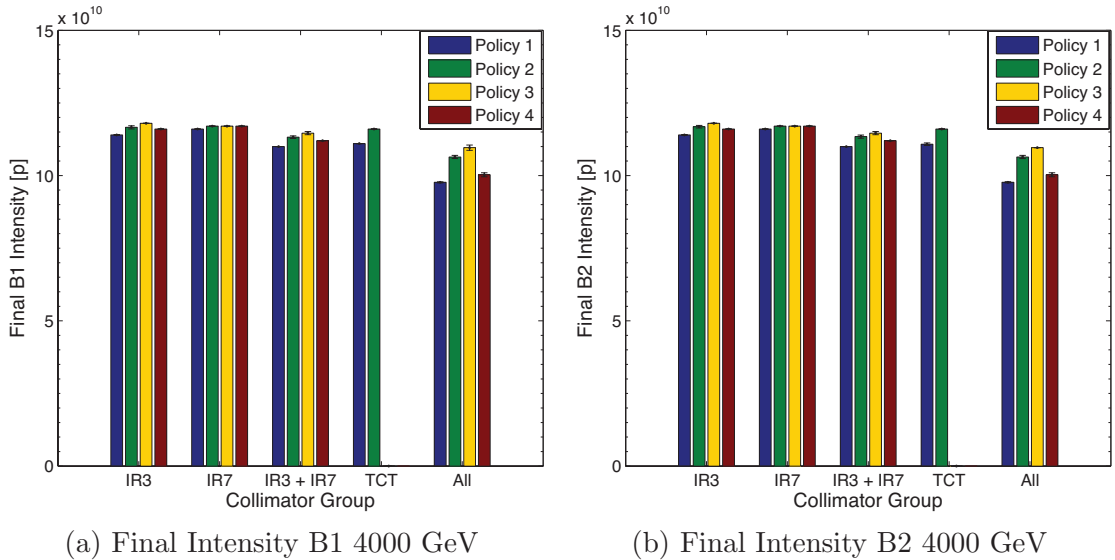 x 10^10
15
10
5
0
Final B1 Intensity [p]
Policy 1
Policy 2
Policy 3
Policy 4
IR3 IR7 IR3 + IR7 TCT All
Collimator Group
(a) Final Intensity B1 4000 GeV
x 10^10
15
10
5
0
Final B2 Intensity [p]
Policy 1
Policy 2
Policy 3
Policy 4
IR3 IR7 IR3 + IR7 TCT All
Collimator Group
(b) Final Intensity B2 4000 GeV